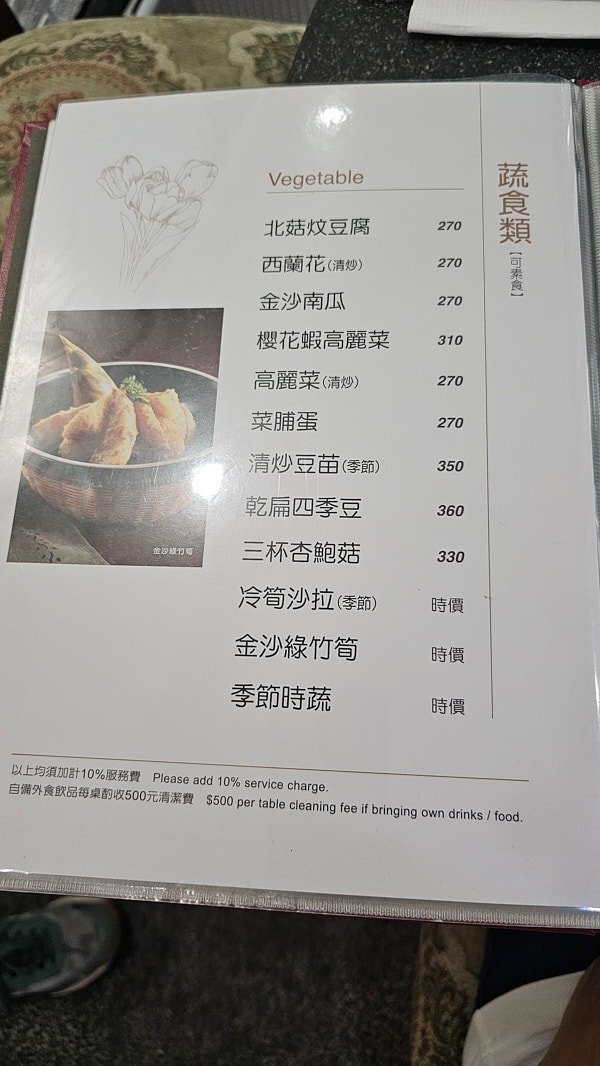 Vegetable
蔬食類
【可素食】
北菇炆豆腐 270
西蘭花(清炒) 270
金沙南瓜 270
櫻花蝦高麗菜 310
高麗菜(清炒) 270
菜脯蛋 270
清炒豆苗(季節) 350
乾扁四季豆 360
三杯杏鮑菇 330
冷筍沙拉(季節) 時價
金沙綠竹筍 時價
季節時蔬 時價
金沙綠竹筍
以上均須加計10%服務費 Please add 10% service charge.
自備外食飲品每桌酌收500元清潔費 $500 per table cleaning fee if bringing own drinks / food.